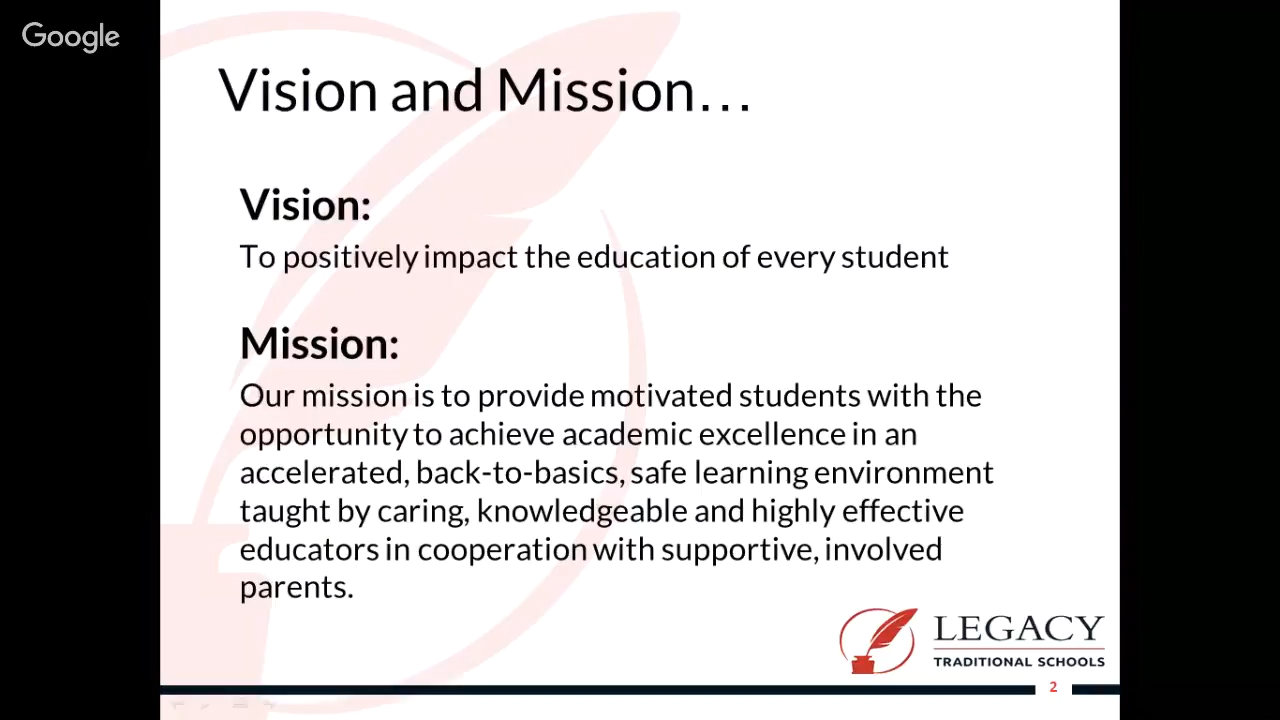 Google
Vision and Mission...
Vision:
To positively impact the education of every student
Mission:
Our mission is to provide motivated students with the
opportunity to achieve academic excellence in an
accelerated, back-to-basics, safe learning environment
taught by caring, knowledgeable and highly effective
educators in cooperation with supportive, involved
parents.
LEGACY
TRADITIONAL SCHOOLS
2